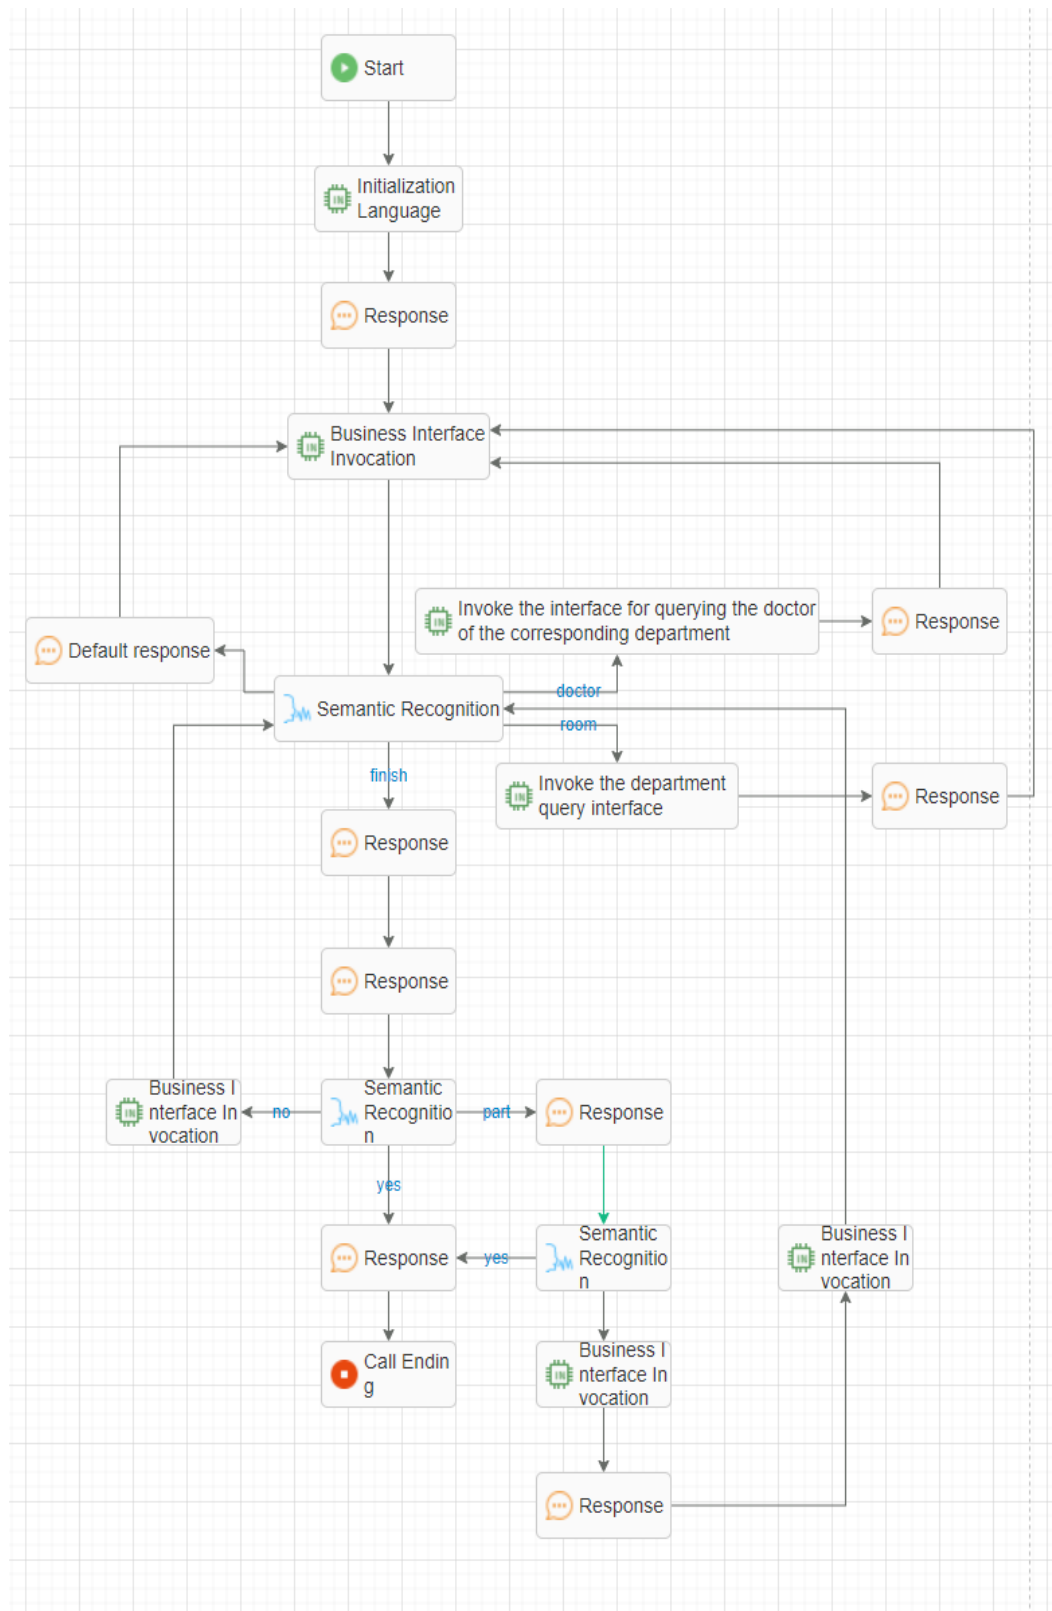 Start
Initialization
Language
Response
Business Interface
Invocation
Invoke the interface for querying the doctor
of the corresponding department
Response
Default response
doctor
Semantic Recognition
room
finish
Invoke the department
query interface
Response
Response
Response
Business I
nterface In
vocation
no
Semantic
Recognitio
n
part
Response
yes
Response
yes
Semantic
Recognitio
n
Business I
nterface In
vocation
Call Endin
g
Business I
nterface In
vocation
Response